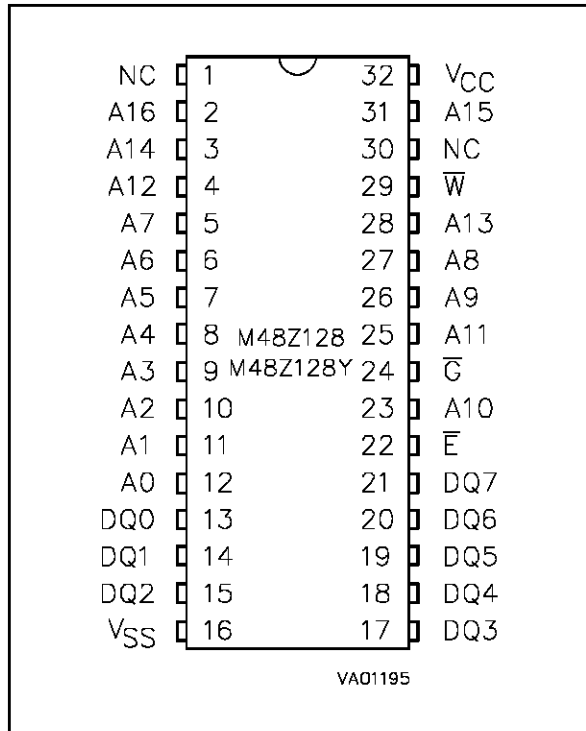 NC 1 32 VCC
A16 2 31 A15
A14 3 30 NC
A12 4 29 W̅
A7 5 28 A13
A6 6 27 A8
A5 7 26 A9
A4 8 M48Z128 25 A11
A3 9 M48Z128Y 24 G̅
A2 10 23 A10
A1 11 22 E̅
A0 12 21 DQ7
DQ0 13 20 DQ6
DQ1 14 19 DQ5
DQ2 15 18 DQ4
VSS 16 17 DQ3
VA01195